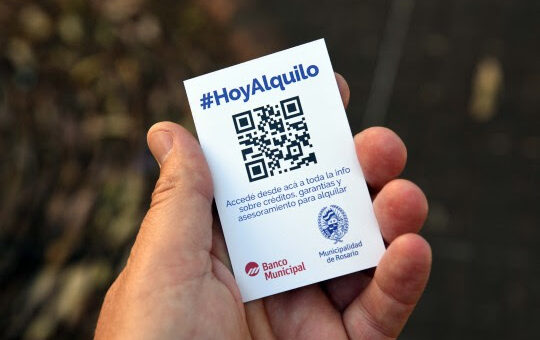 #HoyAlquilo
Accedé desde acá a toda la info
sobre créditos, garantías y
asesoramiento para alquilar
Banco
Municipal
Municipalidad
de Rosario